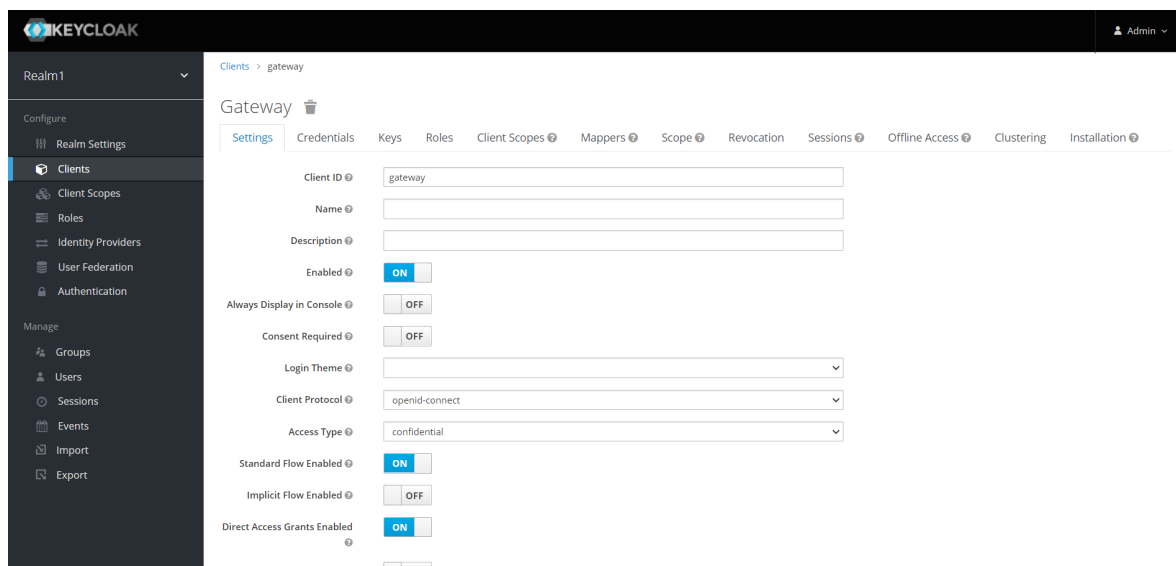 KEYCLOAK
Admin
Realm1
Configure
Realm Settings
Clients
Client Scopes
Roles
Identity Providers
User Federation
Authentication
Manage
Groups
Users
Sessions
Events
Import
Export
Clients > gateway
Gateway
Settings Credentials Keys Roles Client Scopes Mappers Scope Revocation Sessions Offline Access Clustering Installation
Client ID gateway
Name
Description
Enabled ON
Always Display in Console OFF
Consent Required OFF
Login Theme
Client Protocol openid-connect
Access Type confidential
Standard Flow Enabled ON
Implicit Flow Enabled OFF
Direct Access Grants Enabled ON